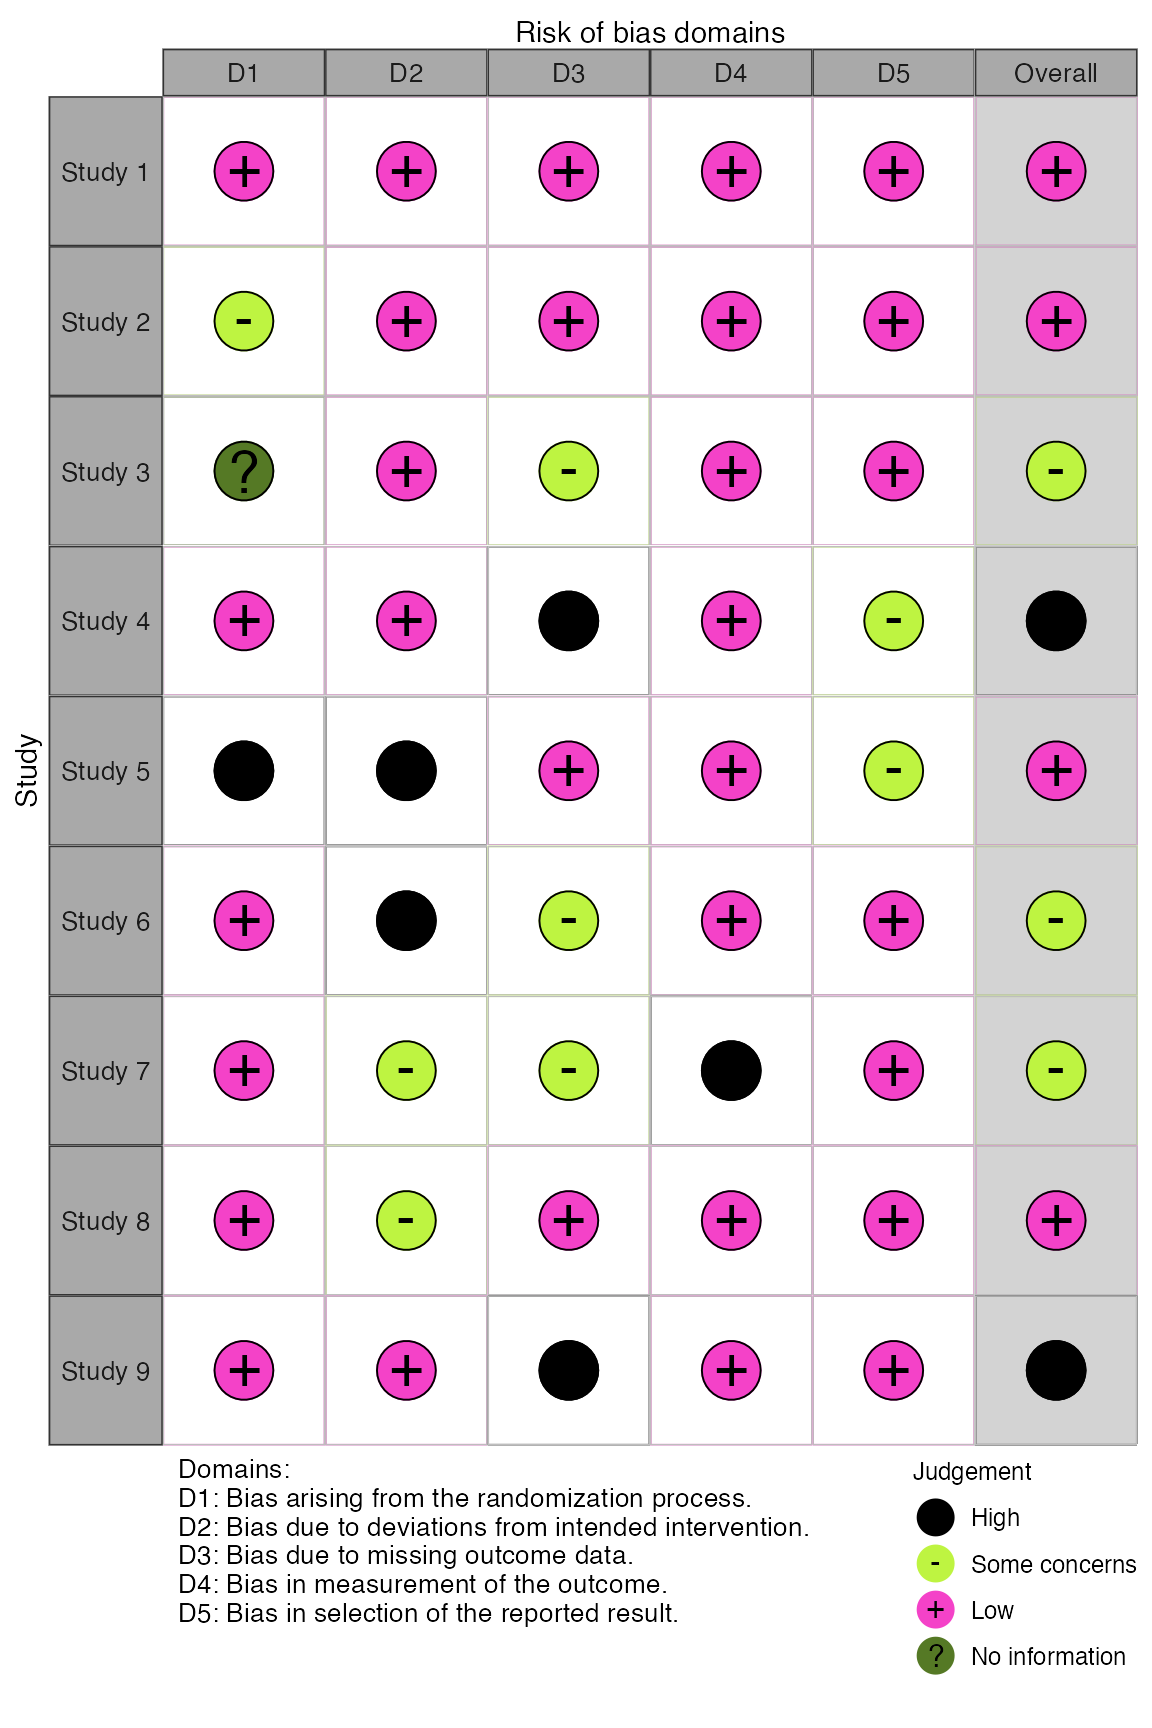 Risk of bias domains
D1 D2 D3 D4 D5 Overall
Study 1 + + + + + +
Study 2 - + + + + +
Study 3 ? + - + + -
Study 4 + + + -
Study
Study 5 + + - +
Study 6 + - + + -
Study 7 + - - + -
Study 8 + - + + + +
Study 9 + + + +
Domains:
D1: Bias arising from the randomization process.
D2: Bias due to deviations from intended intervention.
D3: Bias due to missing outcome data.
D4: Bias in measurement of the outcome.
D5: Bias in selection of the reported result.
Judgement
High
- Some concerns
+ Low
? No information